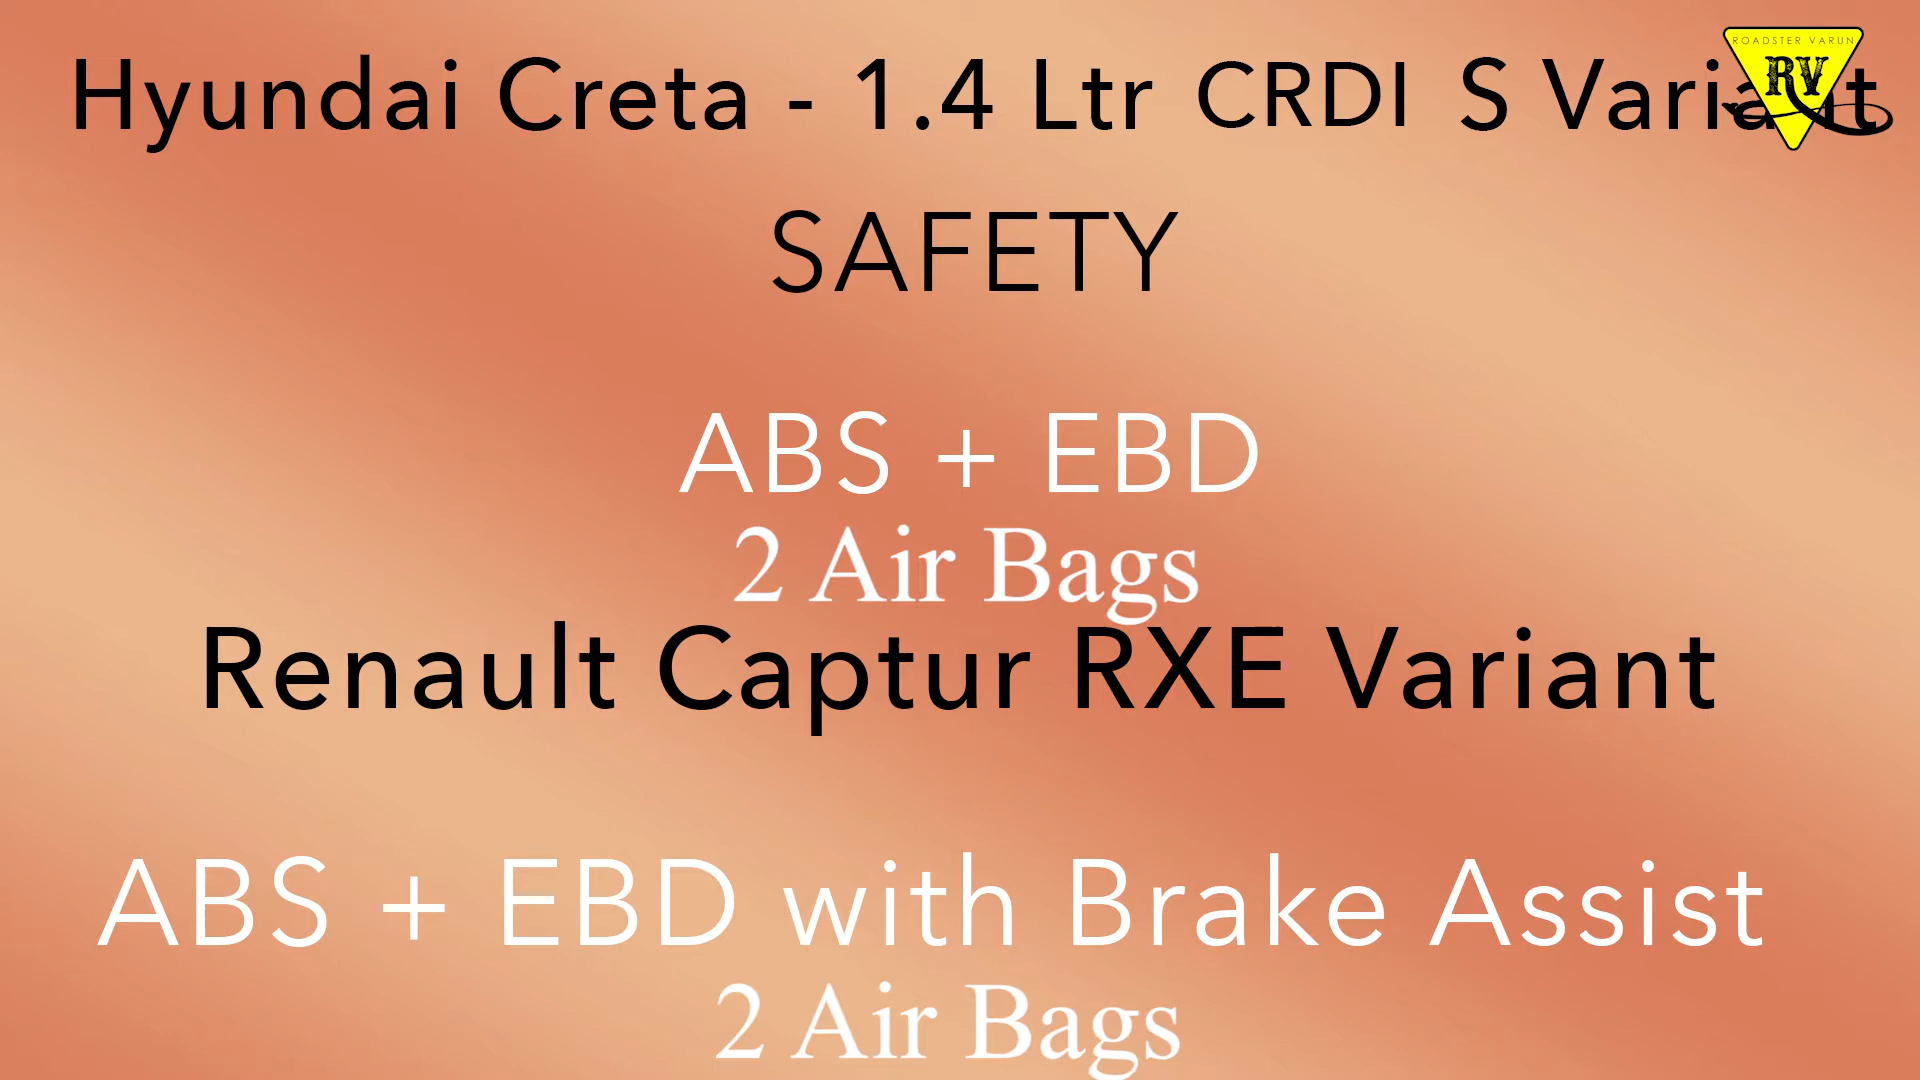 Hyundai Creta - 1.4 Ltr CRDI S Variant
ROADSTER VARUN
RV
SAFETY
ABS + EBD
2 Air Bags
Renault Captur RXE Variant
ABS + EBD with Brake Assist
2 Air Bags